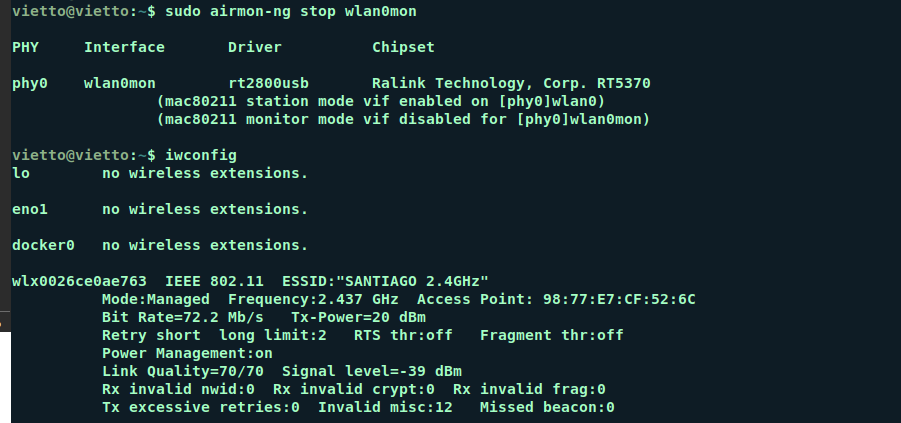 vietto@vietto:~$ sudo airmon-ng stop wlan0mon
PHY     Interface       Driver          Chipset
phy0    wlan0mon        rt2800usb       Ralink Technology, Corp. RT5370
                (mac80211 station mode vif enabled on [phy0]wlan0)
                (mac80211 monitor mode vif disabled for [phy0]wlan0mon)
vietto@vietto:~$ iwconfig
lo        no wireless extensions.
eno1      no wireless extensions.
docker0   no wireless extensions.
wlx0026ce0ae763  IEEE 802.11  ESSID:"SANTIAGO 2.4GHz"
          Mode:Managed  Frequency:2.437 GHz  Access Point: 98:77:E7:CF:52:6C
          Bit Rate=72.2 Mb/s   Tx-Power=20 dBm
          Retry short  long limit:2   RTS thr:off   Fragment thr:off
          Power Management:on
          Link Quality=70/70  Signal level=-39 dBm
          Rx invalid nwid:0  Rx invalid crypt:0  Rx invalid frag:0
          Tx excessive retries:0  Invalid misc:12   Missed beacon:0